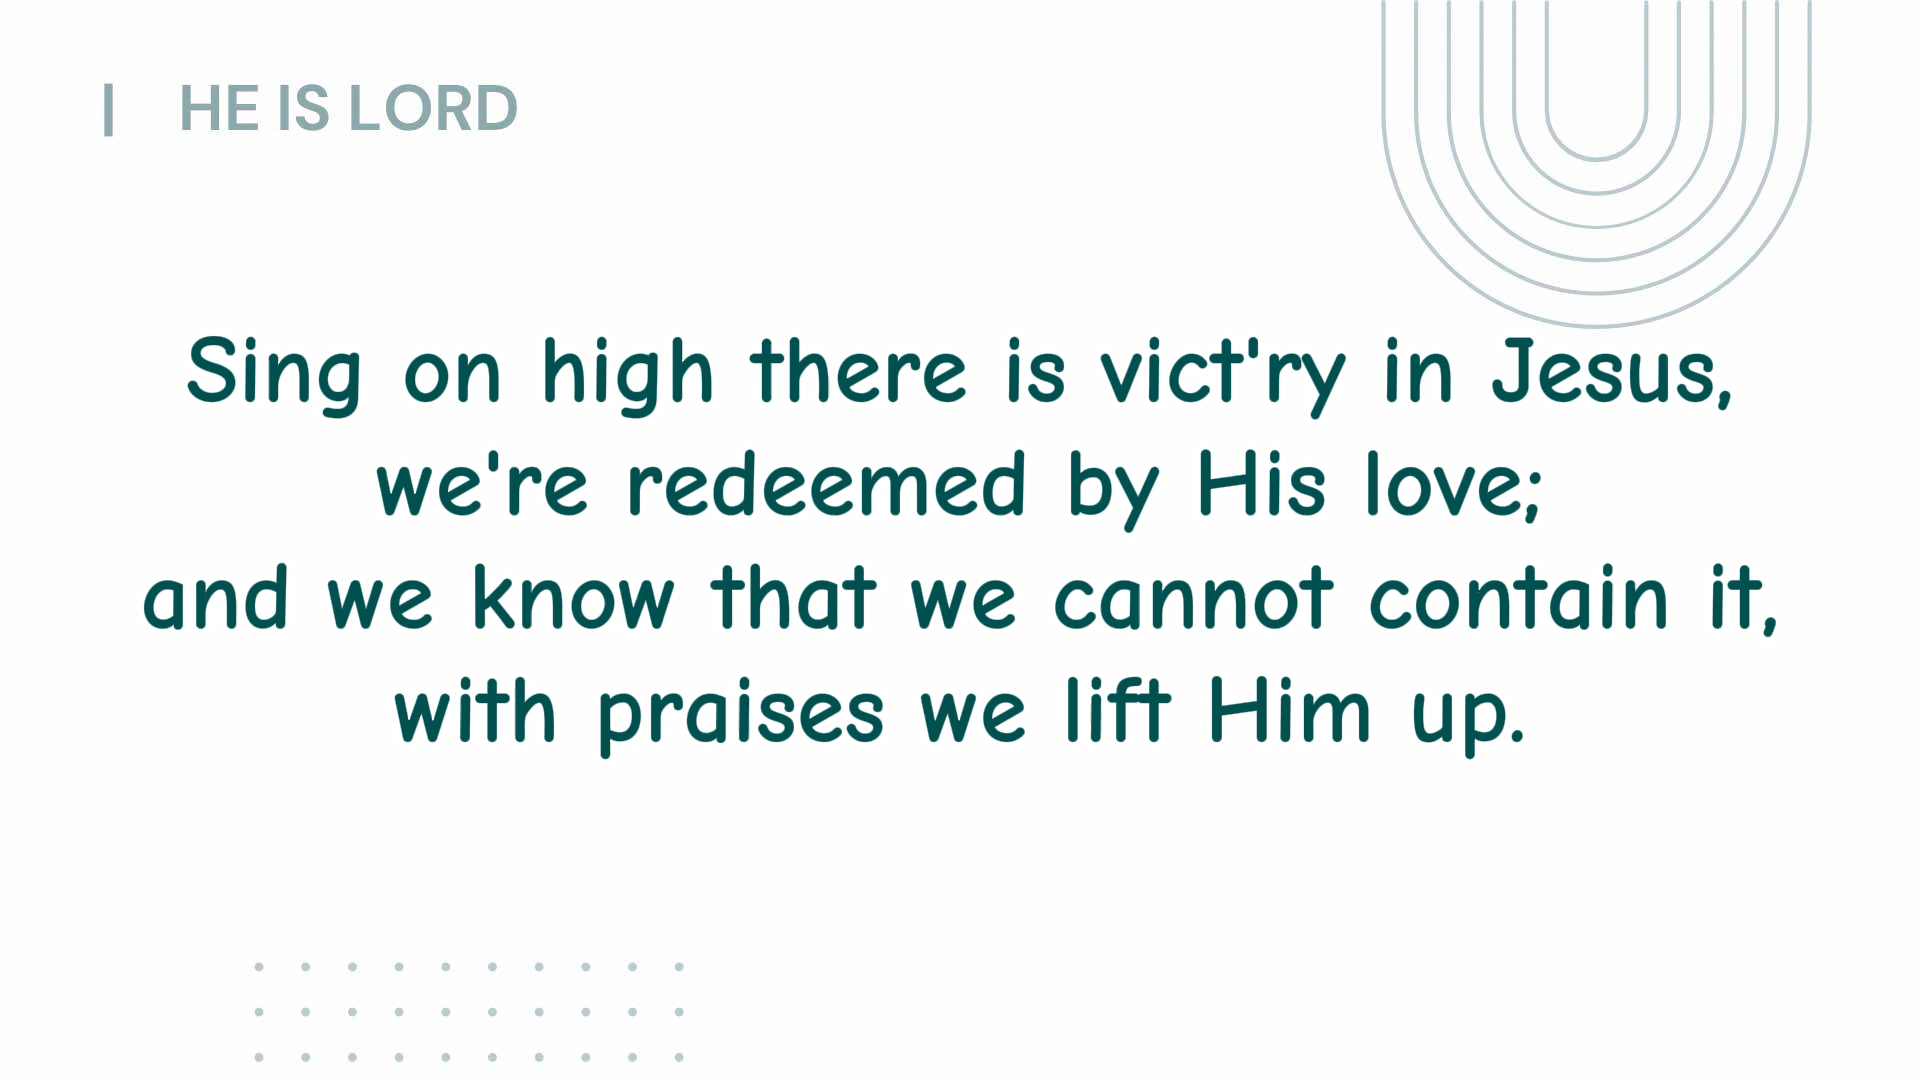 HE IS LORD
Sing on high there is vict'ry in Jesus,
we're redeemed by His love;
and we know that we cannot contain it,
with praises we lift Him up.